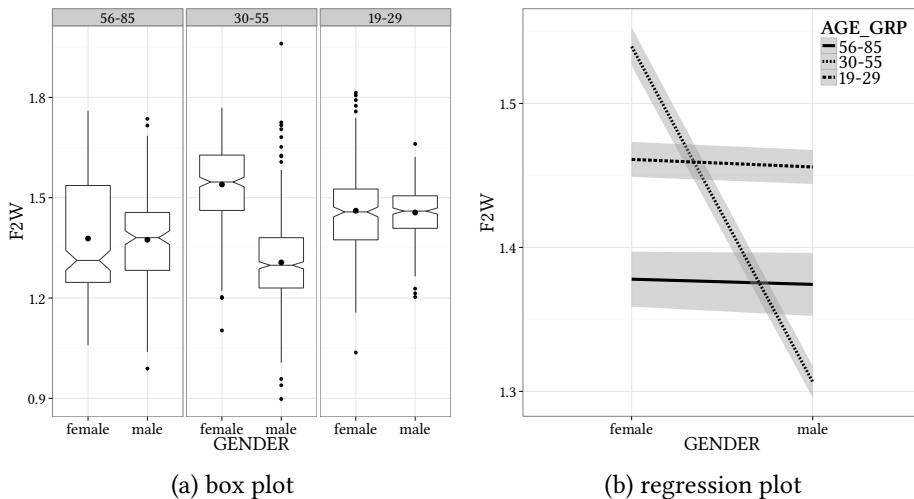 56-85 30-55 19-29
F2W
1.8
1.5
1.2
0.9
female male female male female male
GENDER
(a) box plot
AGE_GRP
56-85
30-55
19-29
F2W
1.5
1.4
1.3
female male
GENDER
(b) regression plot